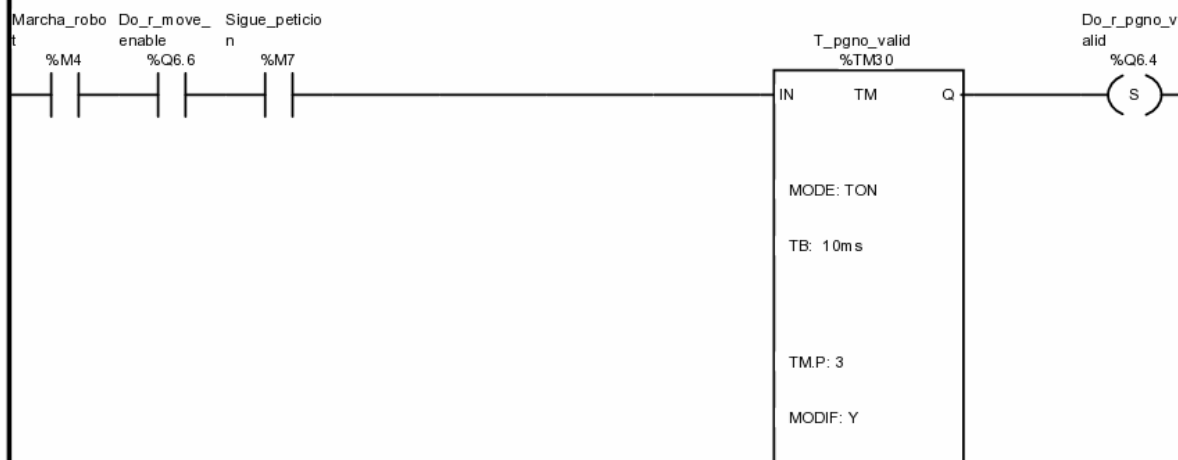 Marcha_robo Do_r_move_ Sigue_peticio Do_r_pgno_v
t enable n T_pgno_valid alid
%M4 %Q6.6 %M7 %TM30 %Q6.4
IN TM Q S
MODE: TON
TB: 10ms
TM.P: 3
MODIF: Y